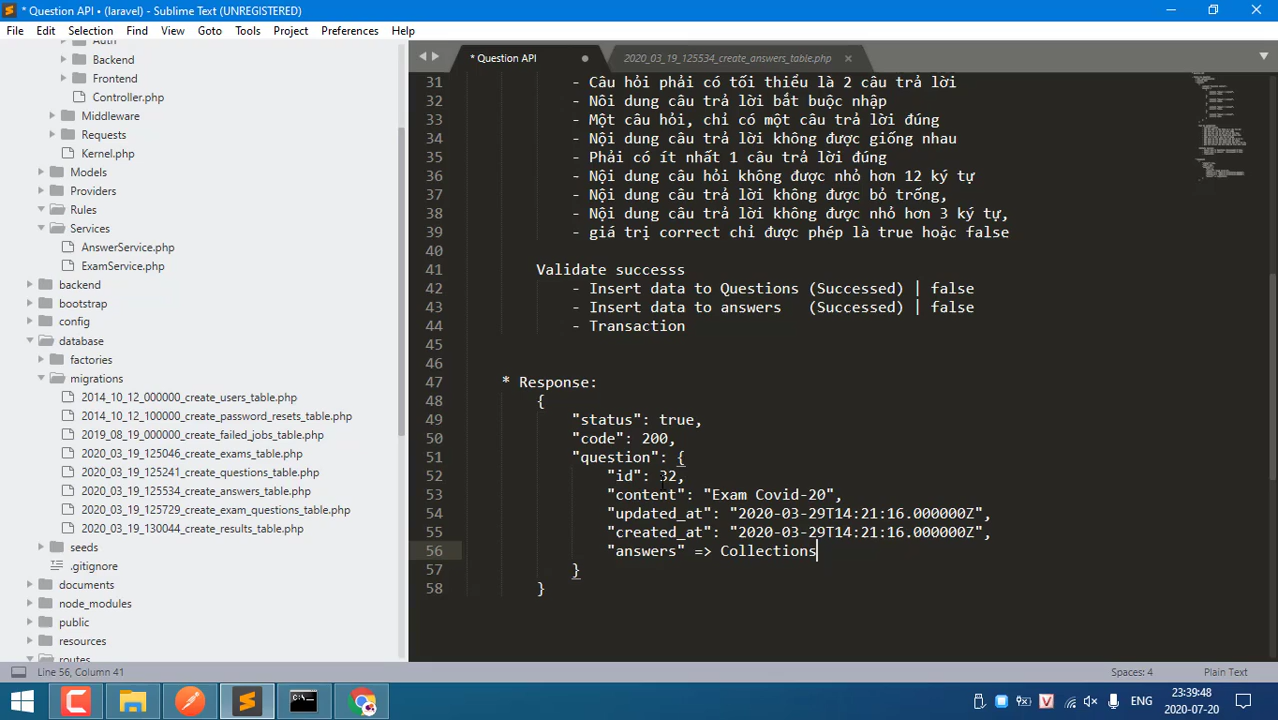 * Question API • (laravel) - Sublime Text (UNREGISTERED)
File Edit Selection Find View Goto Tools Project Preferences Help
Auth
Backend
Frontend
Controller.php
Middleware
Requests
Kernel.php
Models
Providers
Rules
Services
AnswerService.php
ExamService.php
backend
bootstrap
config
database
factories
migrations
2014_10_12_000000_create_users_table.php
2014_10_12_100000_create_password_resets_table.php
2019_08_19_000000_create_failed_jobs_table.php
2020_03_19_125046_create_exams_table.php
2020_03_19_125241_create_questions_table.php
2020_03_19_125534_create_answers_table.php
2020_03_19_125729_create_exam_questions_table.php
2020_03_19_130044_create_results_table.php
seeds
.gitignore
documents
node_modules
public
resources
routes
* Question API
2020_03_19_125534_create_answers_table.php
31 - Câu hỏi phải có tối thiểu là 2 câu trả lời
32 - Nôi dung câu trả lời bắt buộc nhập
33 - Một câu hỏi, chỉ có một câu trả lời đúng
34 - Nội dung câu trả lời không được giống nhau
35 - Phải có ít nhất 1 câu trả lời đúng
36 - Nội dung câu hỏi không được nhỏ hơn 12 ký tự
37 - Nội dung câu trả lời không được bỏ trống,
38 - Nội dung câu trả lời không được nhỏ hơn 3 ký tự,
39 - giá trị correct chỉ được phép là true hoặc false
40
41 Validate successs
42 - Insert data to Questions (Successed) | false
43 - Insert data to answers (Successed) | false
44 - Transaction
45
46
47 * Response:
48 {
49 "status": true,
50 "code": 200,
51 "question": {
52 "id": 32,
53 "content": "Exam Covid-20",
54 "updated_at": "2020-03-29T14:21:16.000000Z",
55 "created_at": "2020-03-29T14:21:16.000000Z",
56 "answers" => Collections
57 }
58 }
Line 56, Column 41
Spaces: 4
Plain Text
ENG
23:39:48
2020-07-20